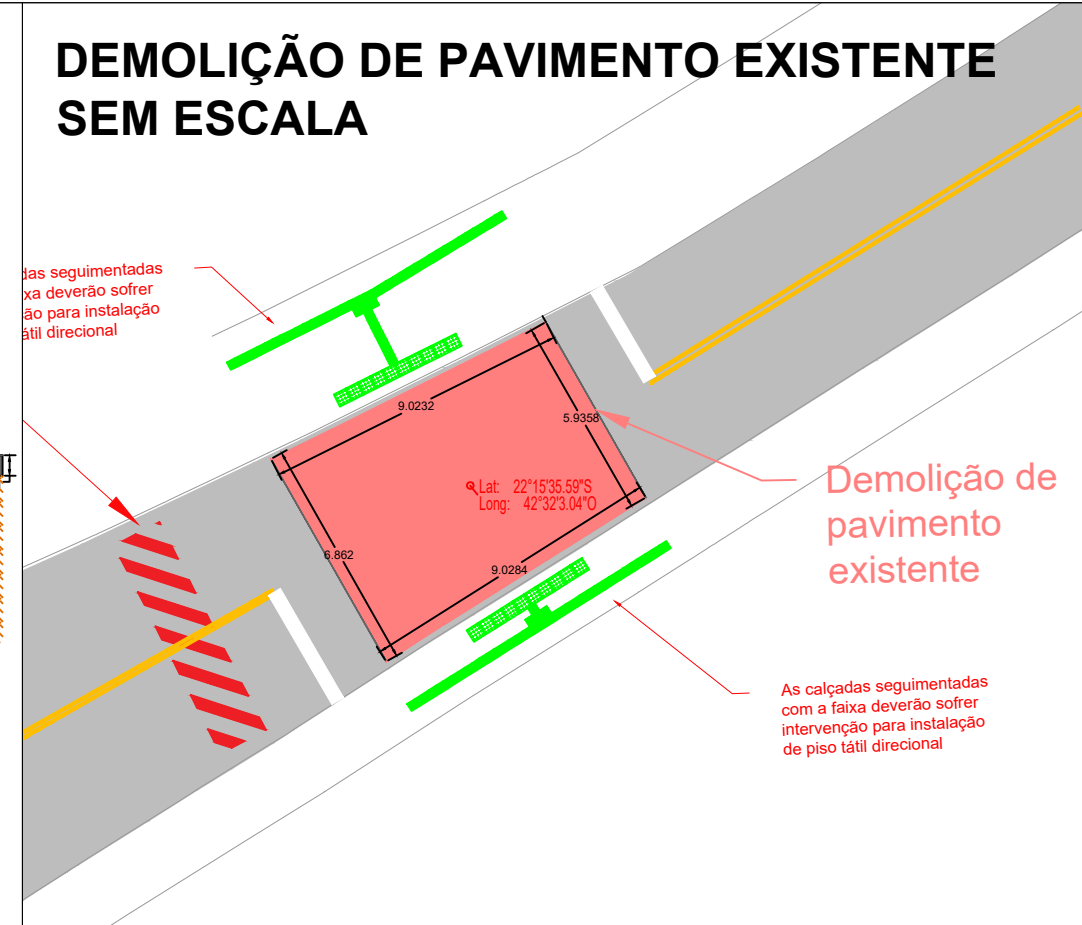 DEMOLIÇÃO DE PAVIMENTO EXISTENTE
SEM ESCALA
das seguimentadas
xa deverão sofrer
ão para instalação
átil direcional
9.0232
5.9358
Lat: 22°15'35.59"S
Long: 42°32'3.04"O
6.862
9.0284
Demolição de
pavimento
existente
As calçadas seguimentadas
com a faixa deverão sofrer
intervenção para instalação
de piso tátil direcional